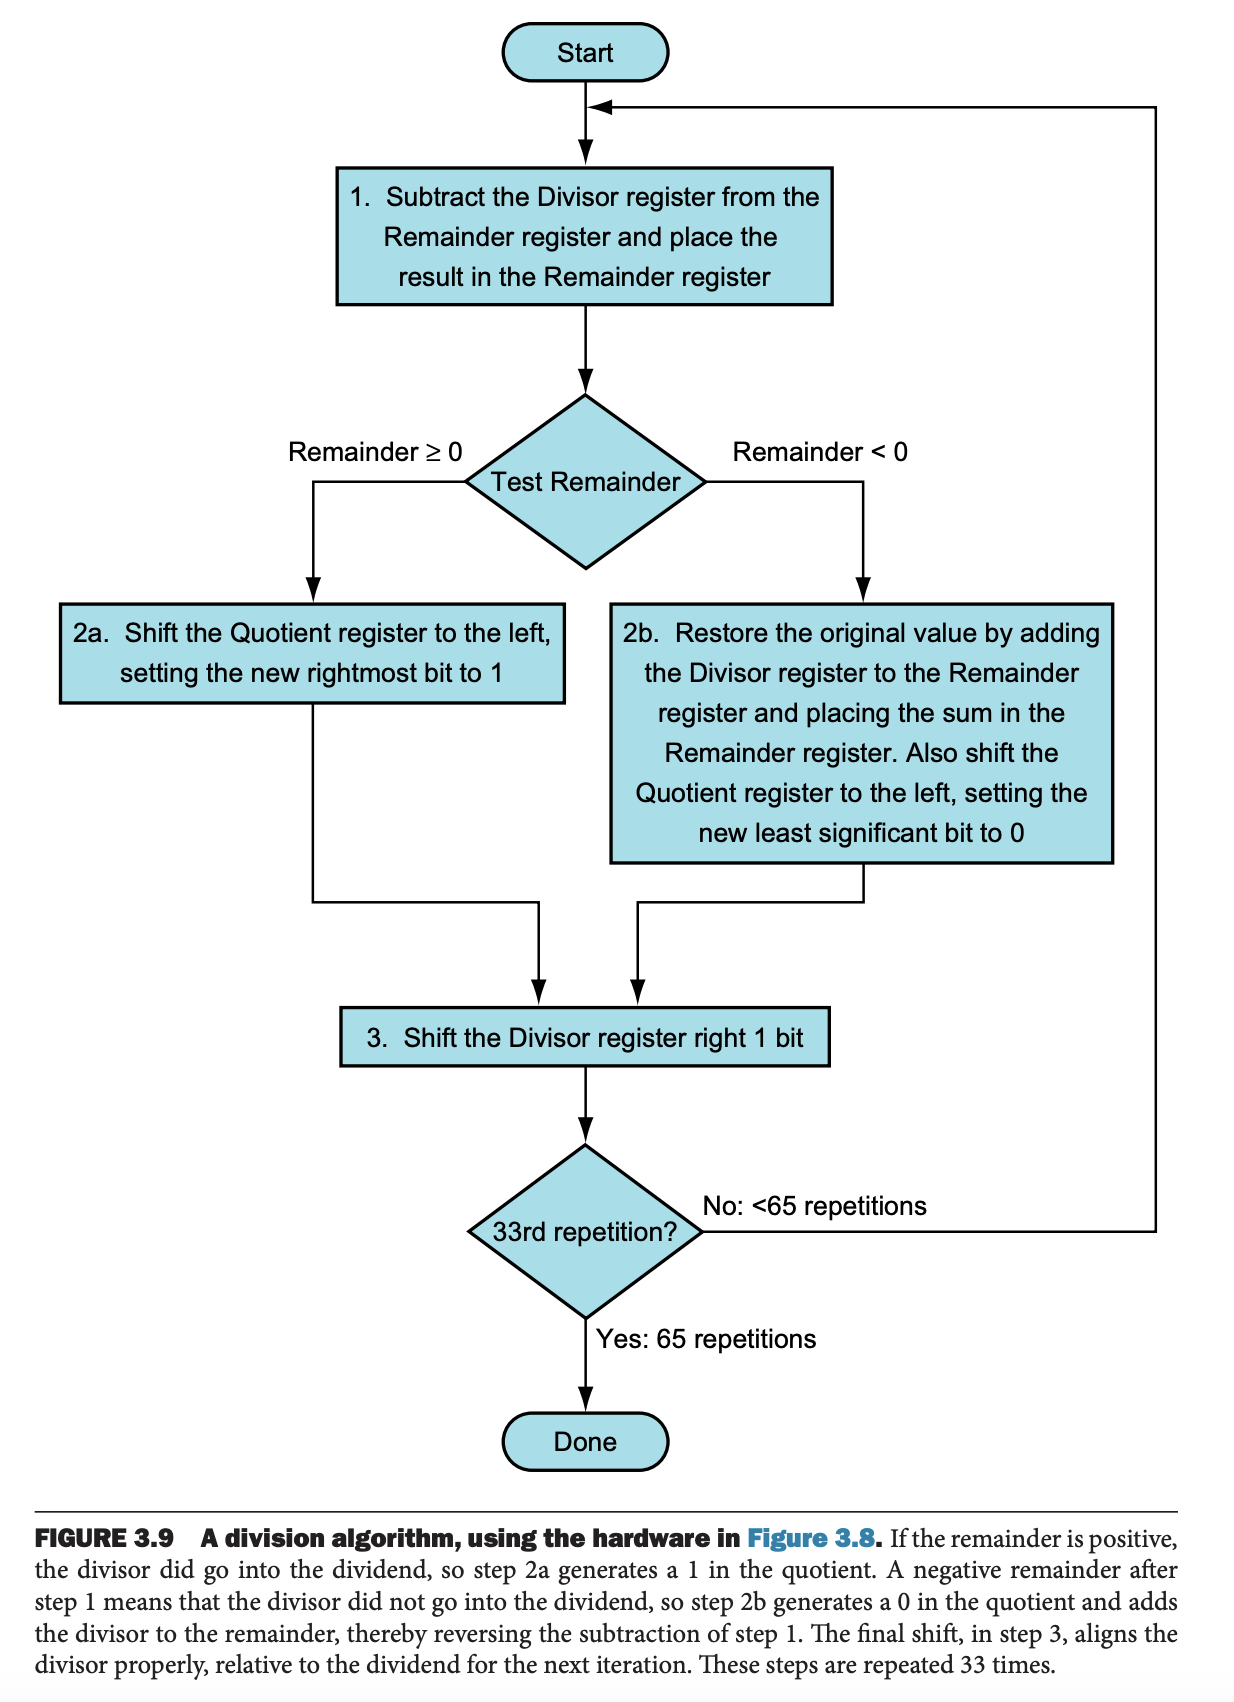 Start
1. Subtract the Divisor register from the
Remainder register and place the
result in the Remainder register
Remainder ≥ 0
Remainder < 0
Test Remainder
2a. Shift the Quotient register to the left,
setting the new rightmost bit to 1
2b. Restore the original value by adding
the Divisor register to the Remainder
register and placing the sum in the
Remainder register. Also shift the
Quotient register to the left, setting the
new least significant bit to 0
3. Shift the Divisor register right 1 bit
No: <65 repetitions
33rd repetition?
Yes: 65 repetitions
Done
FIGURE 3.9 A division algorithm, using the hardware in Figure 3.8. If the remainder is positive,
the divisor did go into the dividend, so step 2a generates a 1 in the quotient. A negative remainder after
step 1 means that the divisor did not go into the dividend, so step 2b generates a 0 in the quotient and adds
the divisor to the remainder, thereby reversing the subtraction of step 1. The final shift, in step 3, aligns the
divisor properly, relative to the dividend for the next iteration. These steps are repeated 33 times.